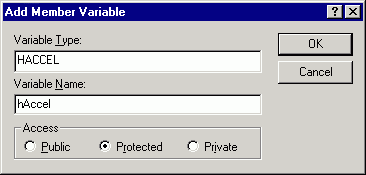 Add Member Variable
Variable Type:
HACCEL
OK
Cancel
Variable Name:
hAccel
Access
Public
Protected
Private